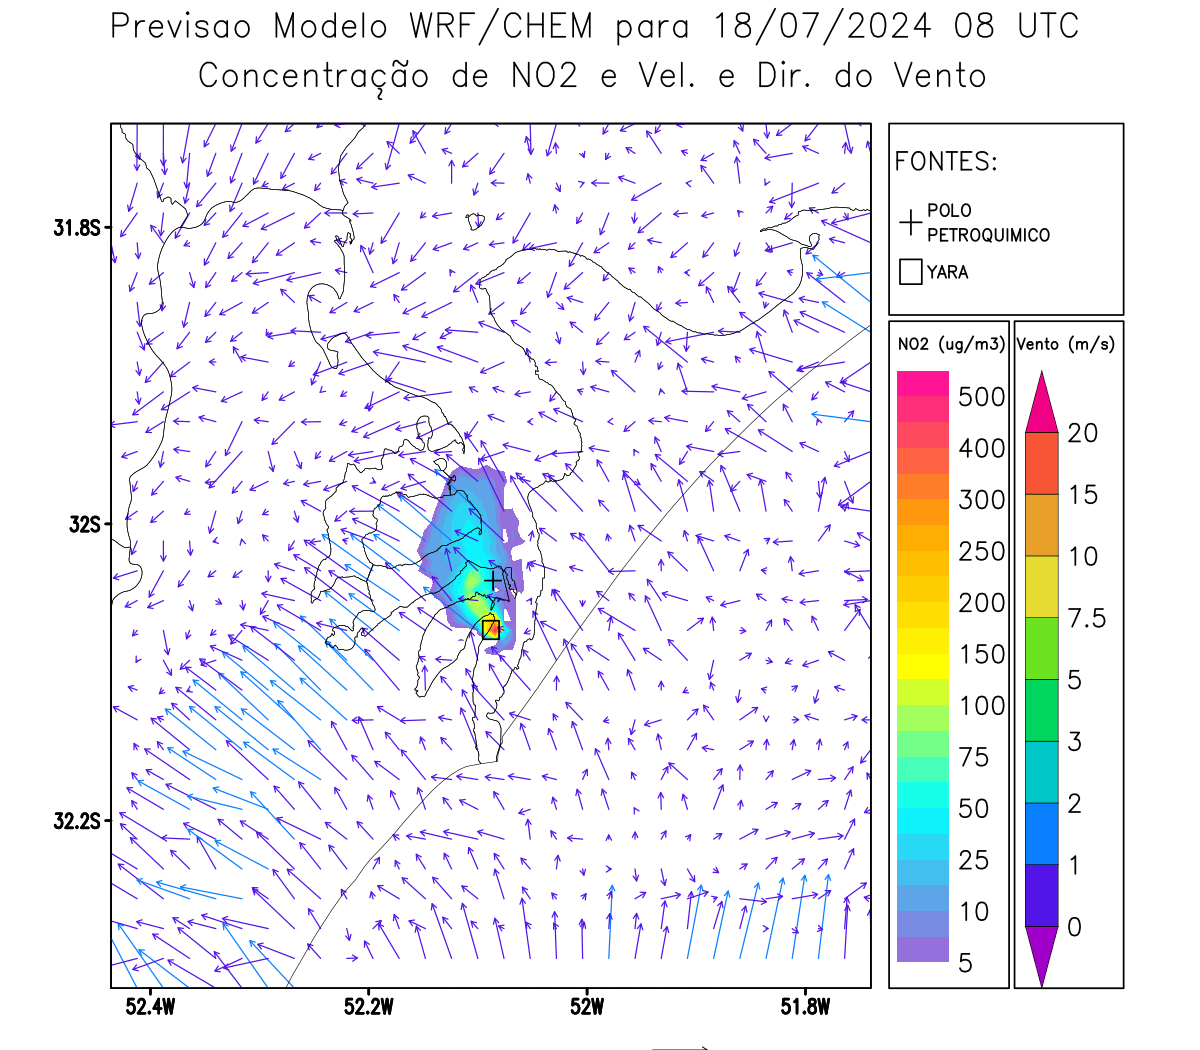 Previsao Modelo WRF/CHEM para 18/07/2024 08 UTC
Concentração de NO2 e Vel. e Dir. do Vento
FONTES:
POLO
PETROQUIMICO
YARA
NO2 (ug/m3)
500
400
300
250
200
150
100
75
50
25
10
5
Vento (m/s)
20
15
10
7.5
5
3
2
1
0
31.8S
32S
32.2S
52.4W
52.2W
52W
51.8W